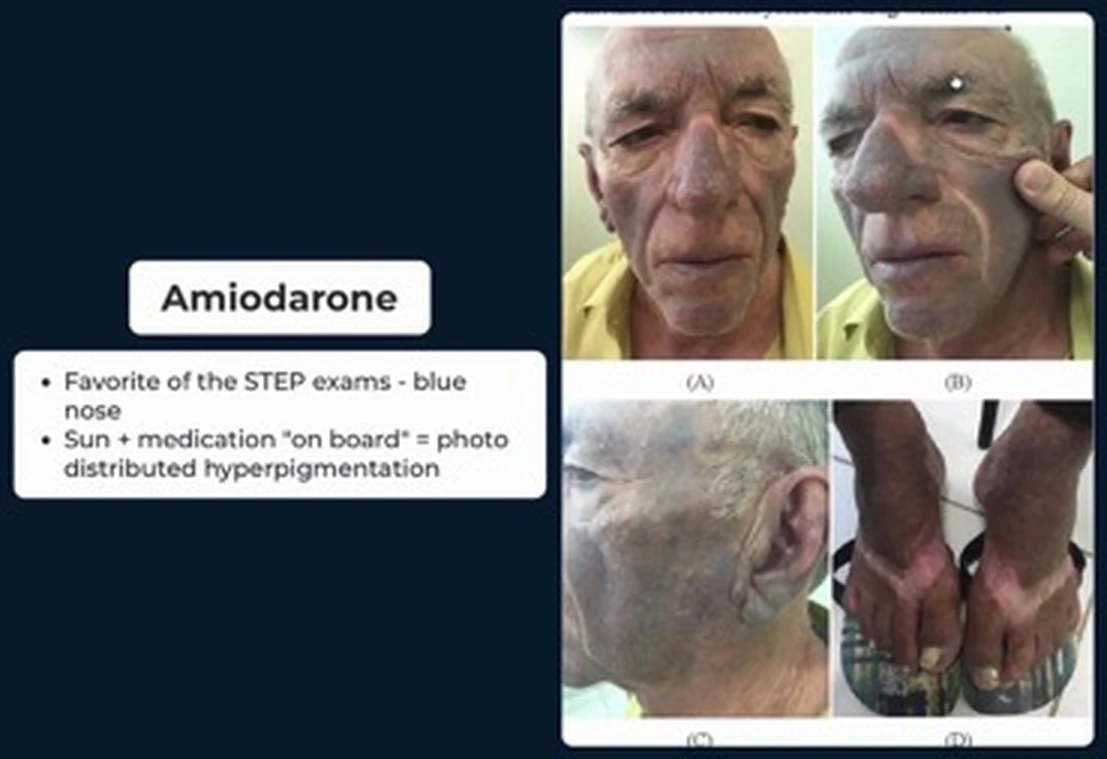 Amiodarone
• Favorite of the STEP exams - blue
nose
• Sun + medication "on board" = photo
distributed hyperpigmentation
(A)
(B)
(C)
(D)